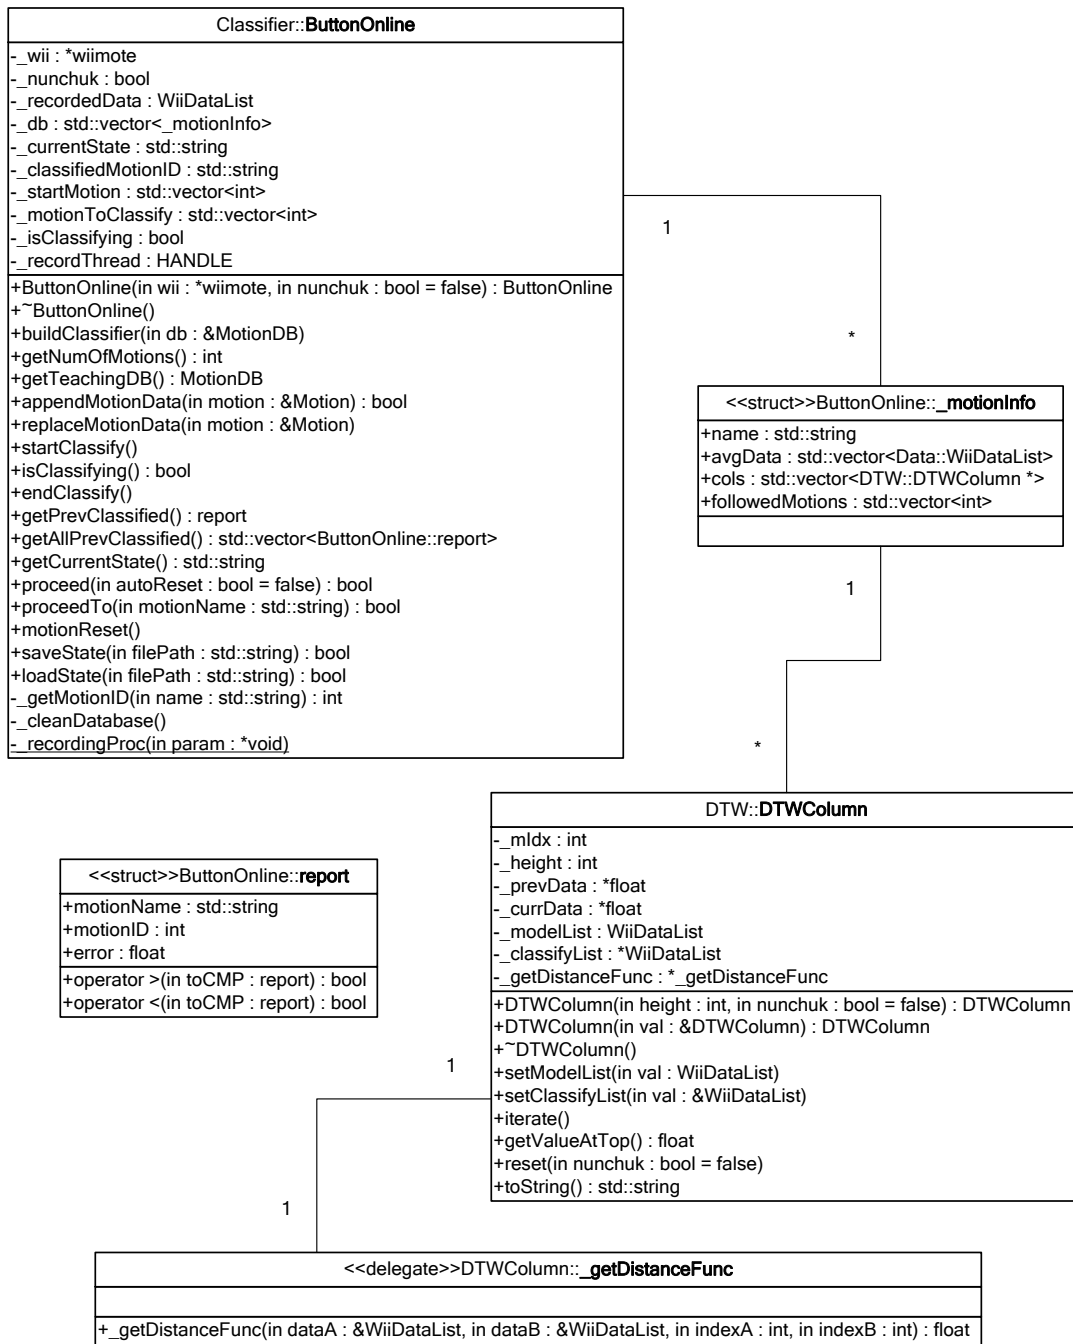 Classifier::ButtonOnline
-_wii : *wiimote
-_nunchuk : bool
-_recordedData : WiiDataList
-_db : std::vector<_motionInfo>
-_currentState : std::string
-_classifiedMotionID : std::string
-_startMotion : std::vector<int>
-_motionToClassify : std::vector<int>
-_isClassifying : bool
-_recordThread : HANDLE
+ButtonOnline(in wii : *wiimote, in nunchuk : bool = false) : ButtonOnline
+~ButtonOnline()
+buildClassifier(in db : &MotionDB)
+getNumOfMotions() : int
+getTeachingDB() : MotionDB
+appendMotionData(in motion : &Motion) : bool
+replaceMotionData(in motion : &Motion)
+startClassify()
+isClassifying() : bool
+endClassify()
+getPrevClassified() : report
+getAllPrevClassified() : std::vector<ButtonOnline::report>
+getCurrentState() : std::string
+proceed(in autoReset : bool = false) : bool
+proceedTo(in motionName : std::string) : bool
+motionReset()
+saveState(in filePath : std::string) : bool
+loadState(in filePath : std::string) : bool
-_getMotionID(in name : std::string) : int
-_cleanDatabase()
-_recordingProc(in param : *void)
1
*
<<struct>>ButtonOnline::_motionInfo
+name : std::string
+avgData : std::vector<Data::WiiDataList>
+cols : std::vector<DTW::DTWColumn *>
+followedMotions : std::vector<int>
1
*
DTW::DTWColumn
-_mIdx : int
-_height : int
-_prevData : *float
-_currData : *float
-_modelList : WiiDataList
-_classifyList : *WiiDataList
-_getDistanceFunc : *_getDistanceFunc
+DTWColumn(in height : int, in nunchuk : bool = false) : DTWColumn
+DTWColumn(in val : &DTWColumn) : DTWColumn
+~DTWColumn()
+setModelList(in val : WiiDataList)
+setClassifyList(in val : &WiiDataList)
+iterate()
+getValueAtTop() : float
+reset(in nunchuk : bool = false)
+toString() : std::string
<<struct>>ButtonOnline::report
+motionName : std::string
+motionID : int
+error : float
+operator >(in toCMP : report) : bool
+operator <(in toCMP : report) : bool
1
1
<<delegate>>DTWColumn::_getDistanceFunc
+_getDistanceFunc(in dataA : &WiiDataList, in dataB : &WiiDataList, in indexA : int, in indexB : int) : float